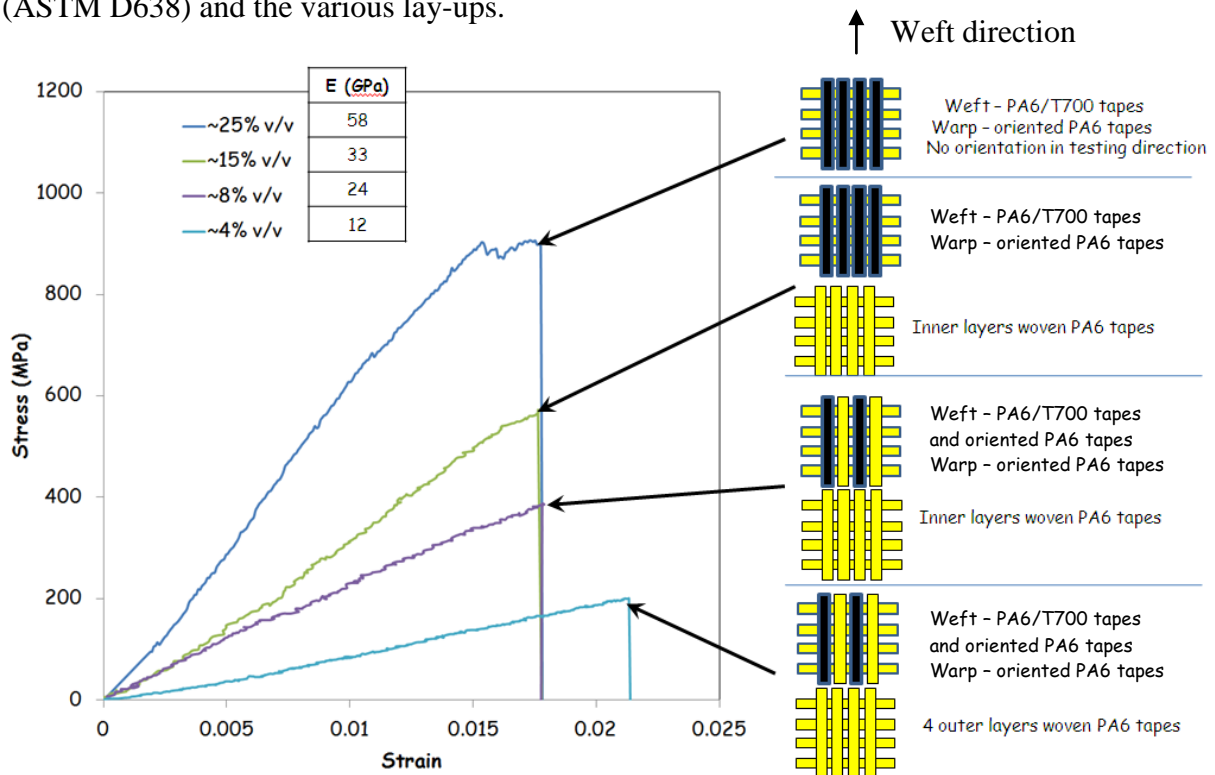 (ASTM D638) and the various lay-ups.
Weft direction
1200
1000
800
600
400
200
0
Stress (MPa)
0
0.005
0.01
0.015
0.02
0.025
Strain
E (GPa)
~25% v/v 58
~15% v/v 33
~8% v/v 24
~4% v/v 12
Weft – PA6/T700 tapes
Warp – oriented PA6 tapes
No orientation in testing direction
Weft – PA6/T700 tapes
Warp – oriented PA6 tapes
Inner layers woven PA6 tapes
Weft – PA6/T700 tapes
and oriented PA6 tapes
Warp – oriented PA6 tapes
Inner layers woven PA6 tapes
Weft – PA6/T700 tapes
and oriented PA6 tapes
Warp – oriented PA6 tapes
4 outer layers woven PA6 tapes